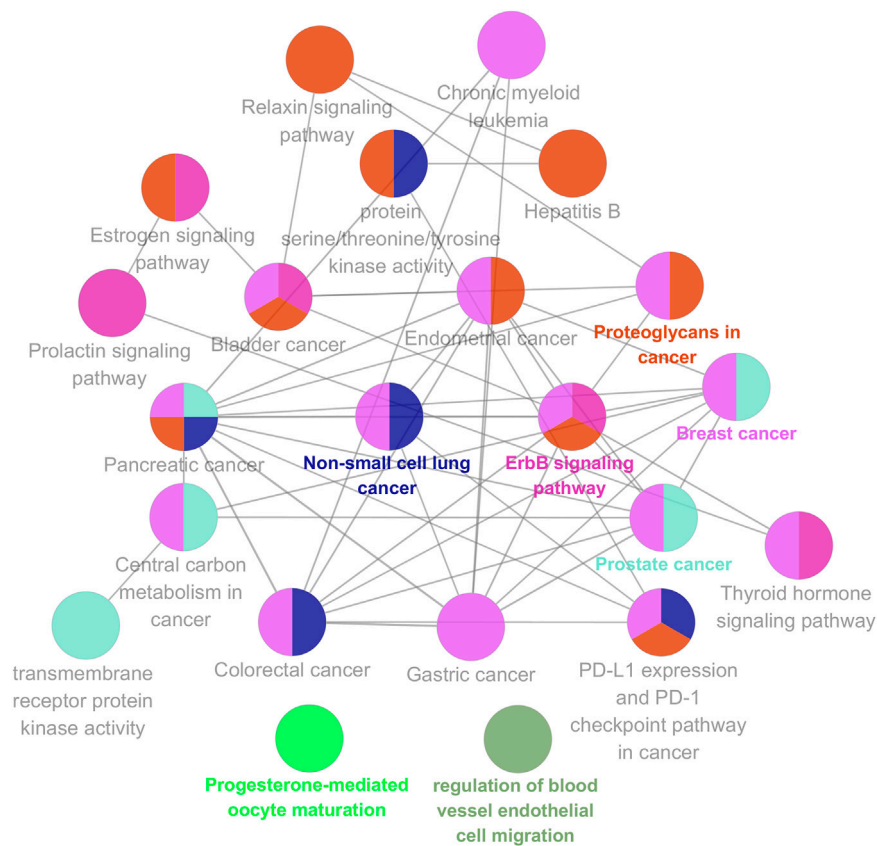 Relaxin signaling
pathway
Chronic myeloid
leukemia
Estrogen signaling
pathway
protein
serine/threonine/tyrosine
kinase activity
Hepatitis B
Prolactin signaling
pathway
Bladder cancer
Endometrial cancer
Proteoglycans in
cancer
Pancreatic cancer
Non-small cell lung
cancer
ErbB signaling
pathway
Breast cancer
Central carbon
metabolism in
cancer
Prostate cancer
Thyroid hormone
signaling pathway
transmembrane
receptor protein
kinase activity
Colorectal cancer
Gastric cancer
PD-L1 expression
and PD-1
checkpoint pathway
in cancer
Progesterone-mediated
oocyte maturation
regulation of blood
vessel endothelial
cell migration